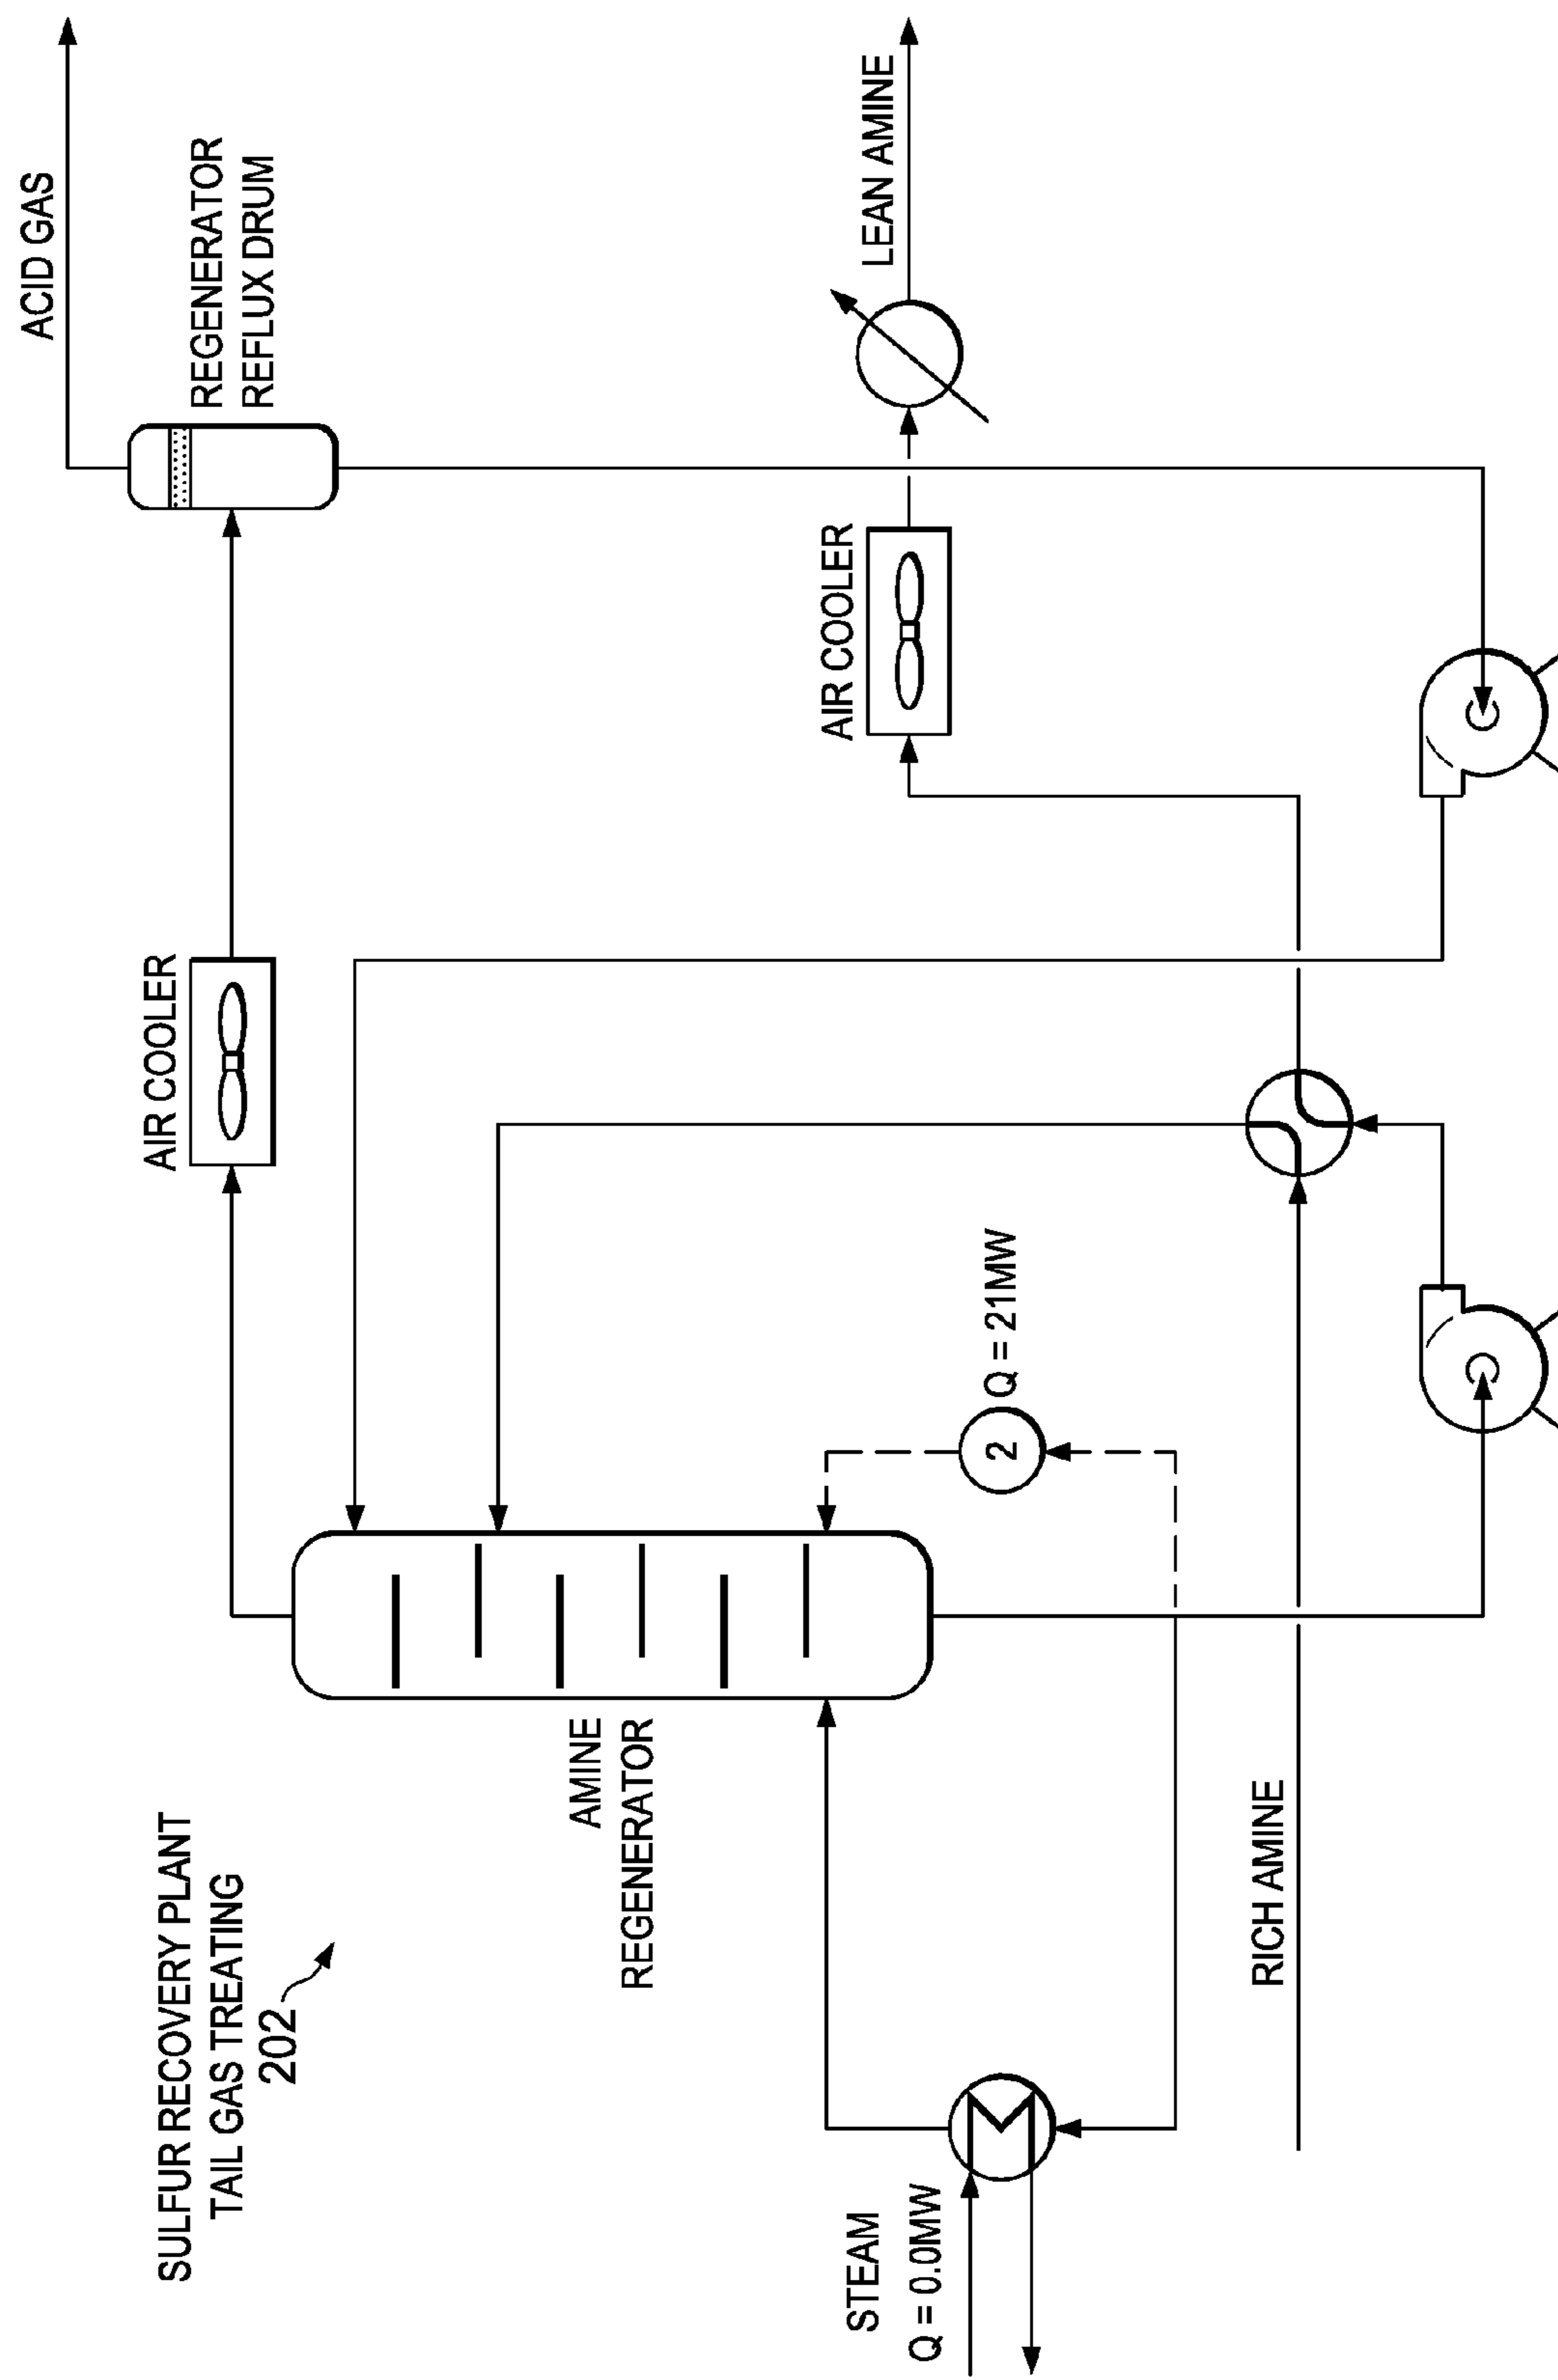 SULFUR RECOVERY PLANT
TAIL GAS TREATING
202
ACID GAS
REGENERATOR
REFLUX DRUM
AIR COOLER
AMINE
REGENERATOR
LEAN AMINE
AIR COOLER
STEAM
Q = 0.0MW
2
Q = 21MW
RICH AMINE